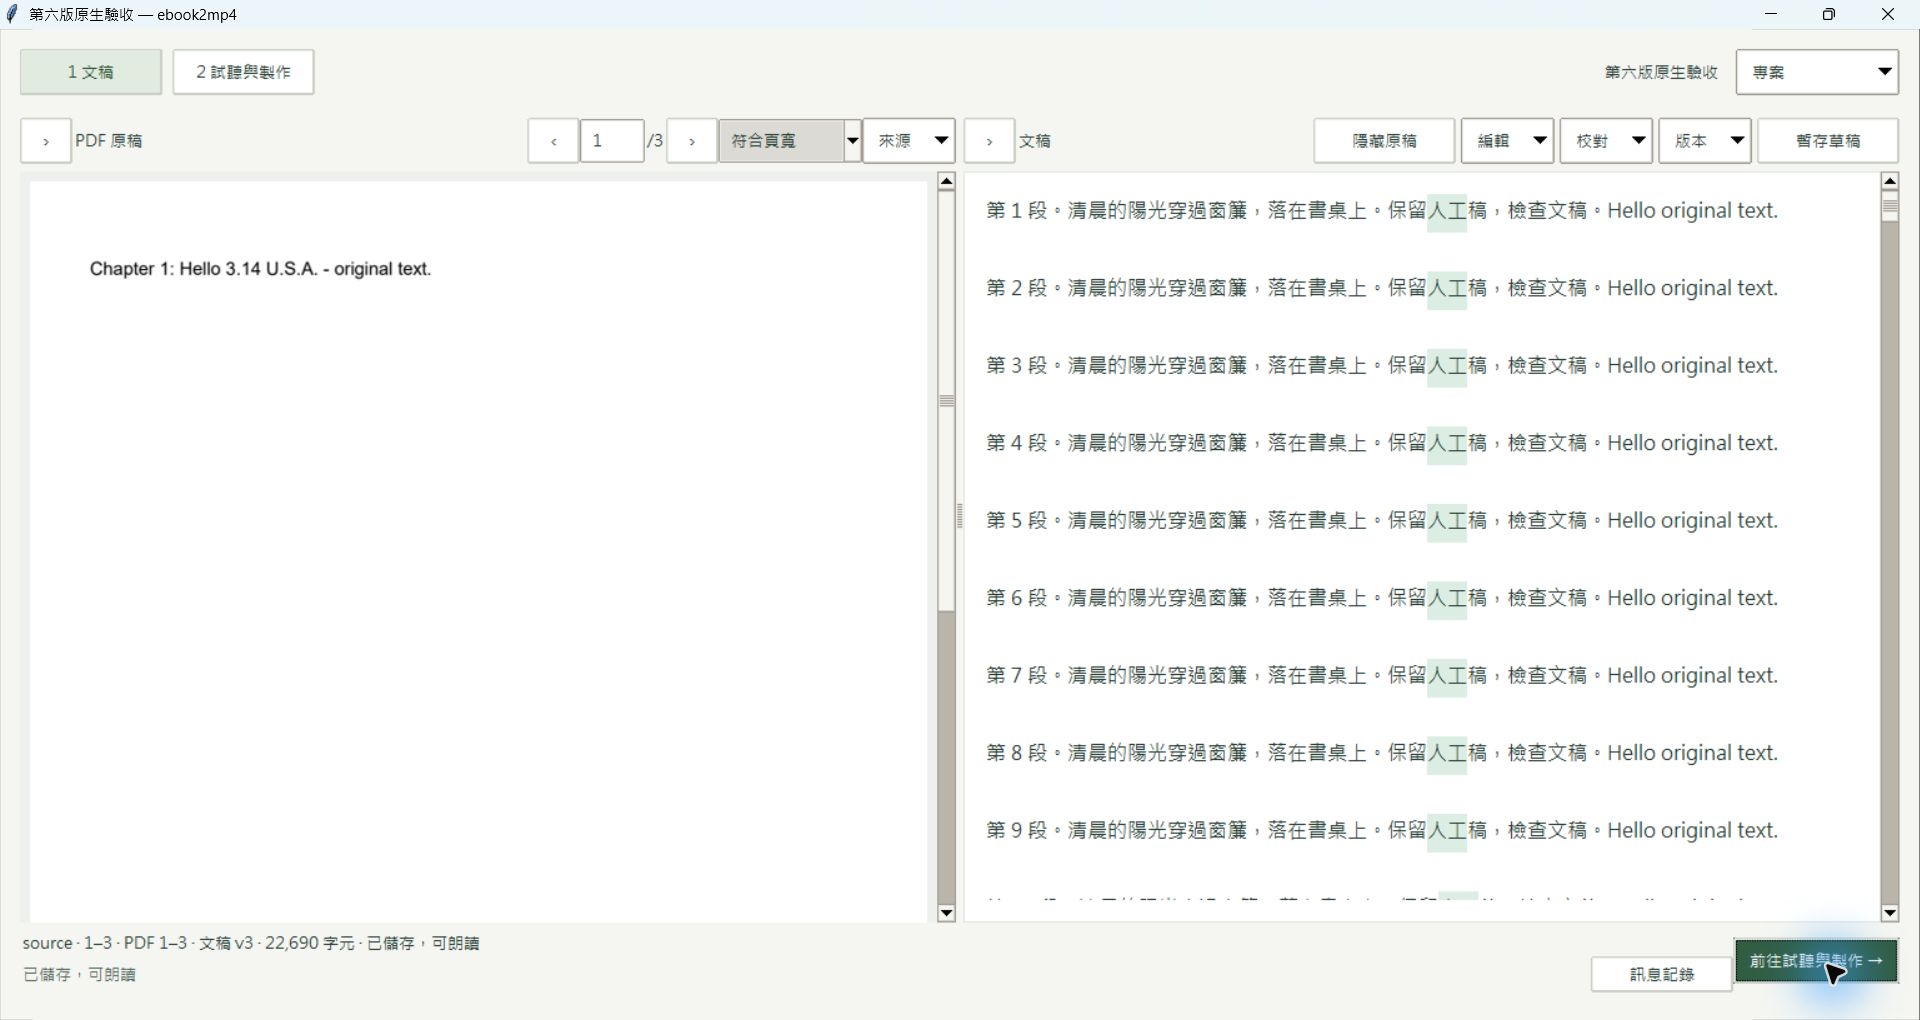 第六版原生驗收 — ebook2mp4
1 文稿
2 試聽與製作
第六版原生驗收
專案
› PDF 原稿
‹ 1 /3 › 符合頁寬 來源
› 文稿
隱藏原稿 編輯 校對 版本 暫存草稿
Chapter 1: Hello 3.14 U.S.A. - original text.
第 1 段。清晨的陽光穿過窗簾，落在書桌上。保留人工稿，檢查文稿。Hello original text.
第 2 段。清晨的陽光穿過窗簾，落在書桌上。保留人工稿，檢查文稿。Hello original text.
第 3 段。清晨的陽光穿過窗簾，落在書桌上。保留人工稿，檢查文稿。Hello original text.
第 4 段。清晨的陽光穿過窗簾，落在書桌上。保留人工稿，檢查文稿。Hello original text.
第 5 段。清晨的陽光穿過窗簾，落在書桌上。保留人工稿，檢查文稿。Hello original text.
第 6 段。清晨的陽光穿過窗簾，落在書桌上。保留人工稿，檢查文稿。Hello original text.
第 7 段。清晨的陽光穿過窗簾，落在書桌上。保留人工稿，檢查文稿。Hello original text.
第 8 段。清晨的陽光穿過窗簾，落在書桌上。保留人工稿，檢查文稿。Hello original text.
第 9 段。清晨的陽光穿過窗簾，落在書桌上。保留人工稿，檢查文稿。Hello original text.
source · 1–3 · PDF 1–3 · 文稿 v3 · 22,690 字元 · 已儲存，可朗讀
已儲存，可朗讀
訊息記錄
前往試聽與製作 →